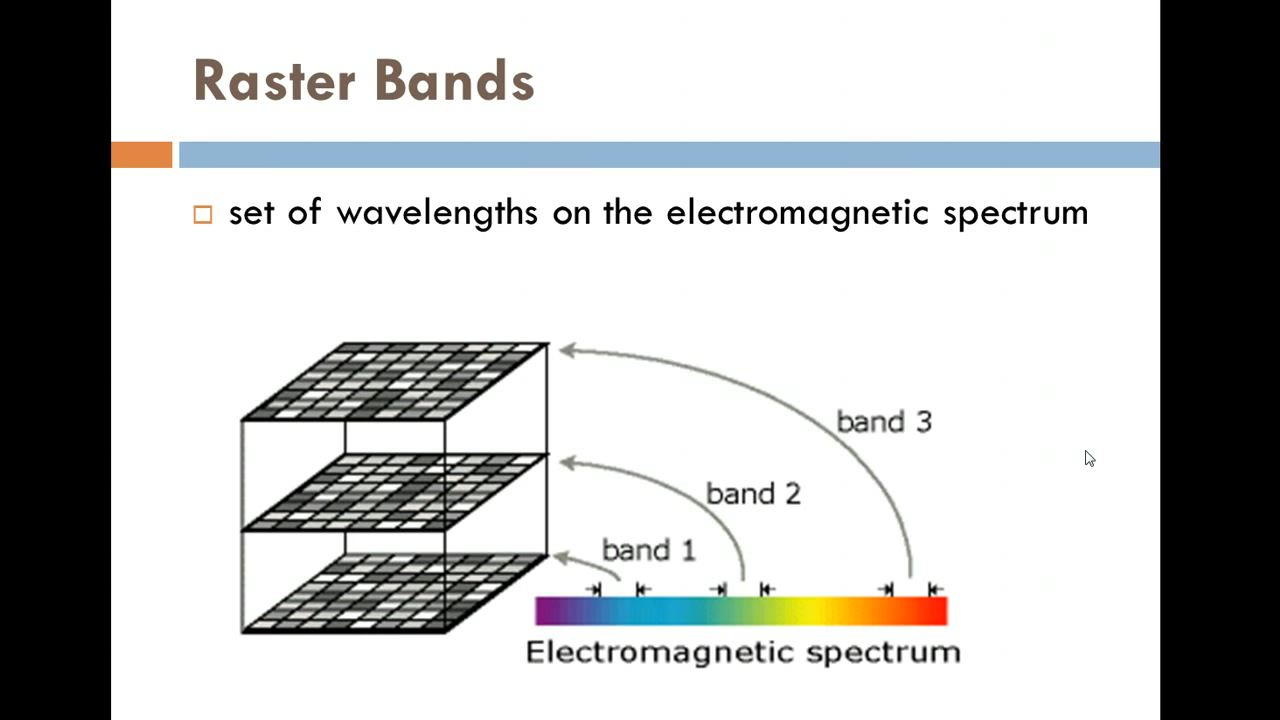 Raster Bands
set of wavelengths on the electromagnetic spectrum
band 3
band 2
band 1
Electromagnetic spectrum